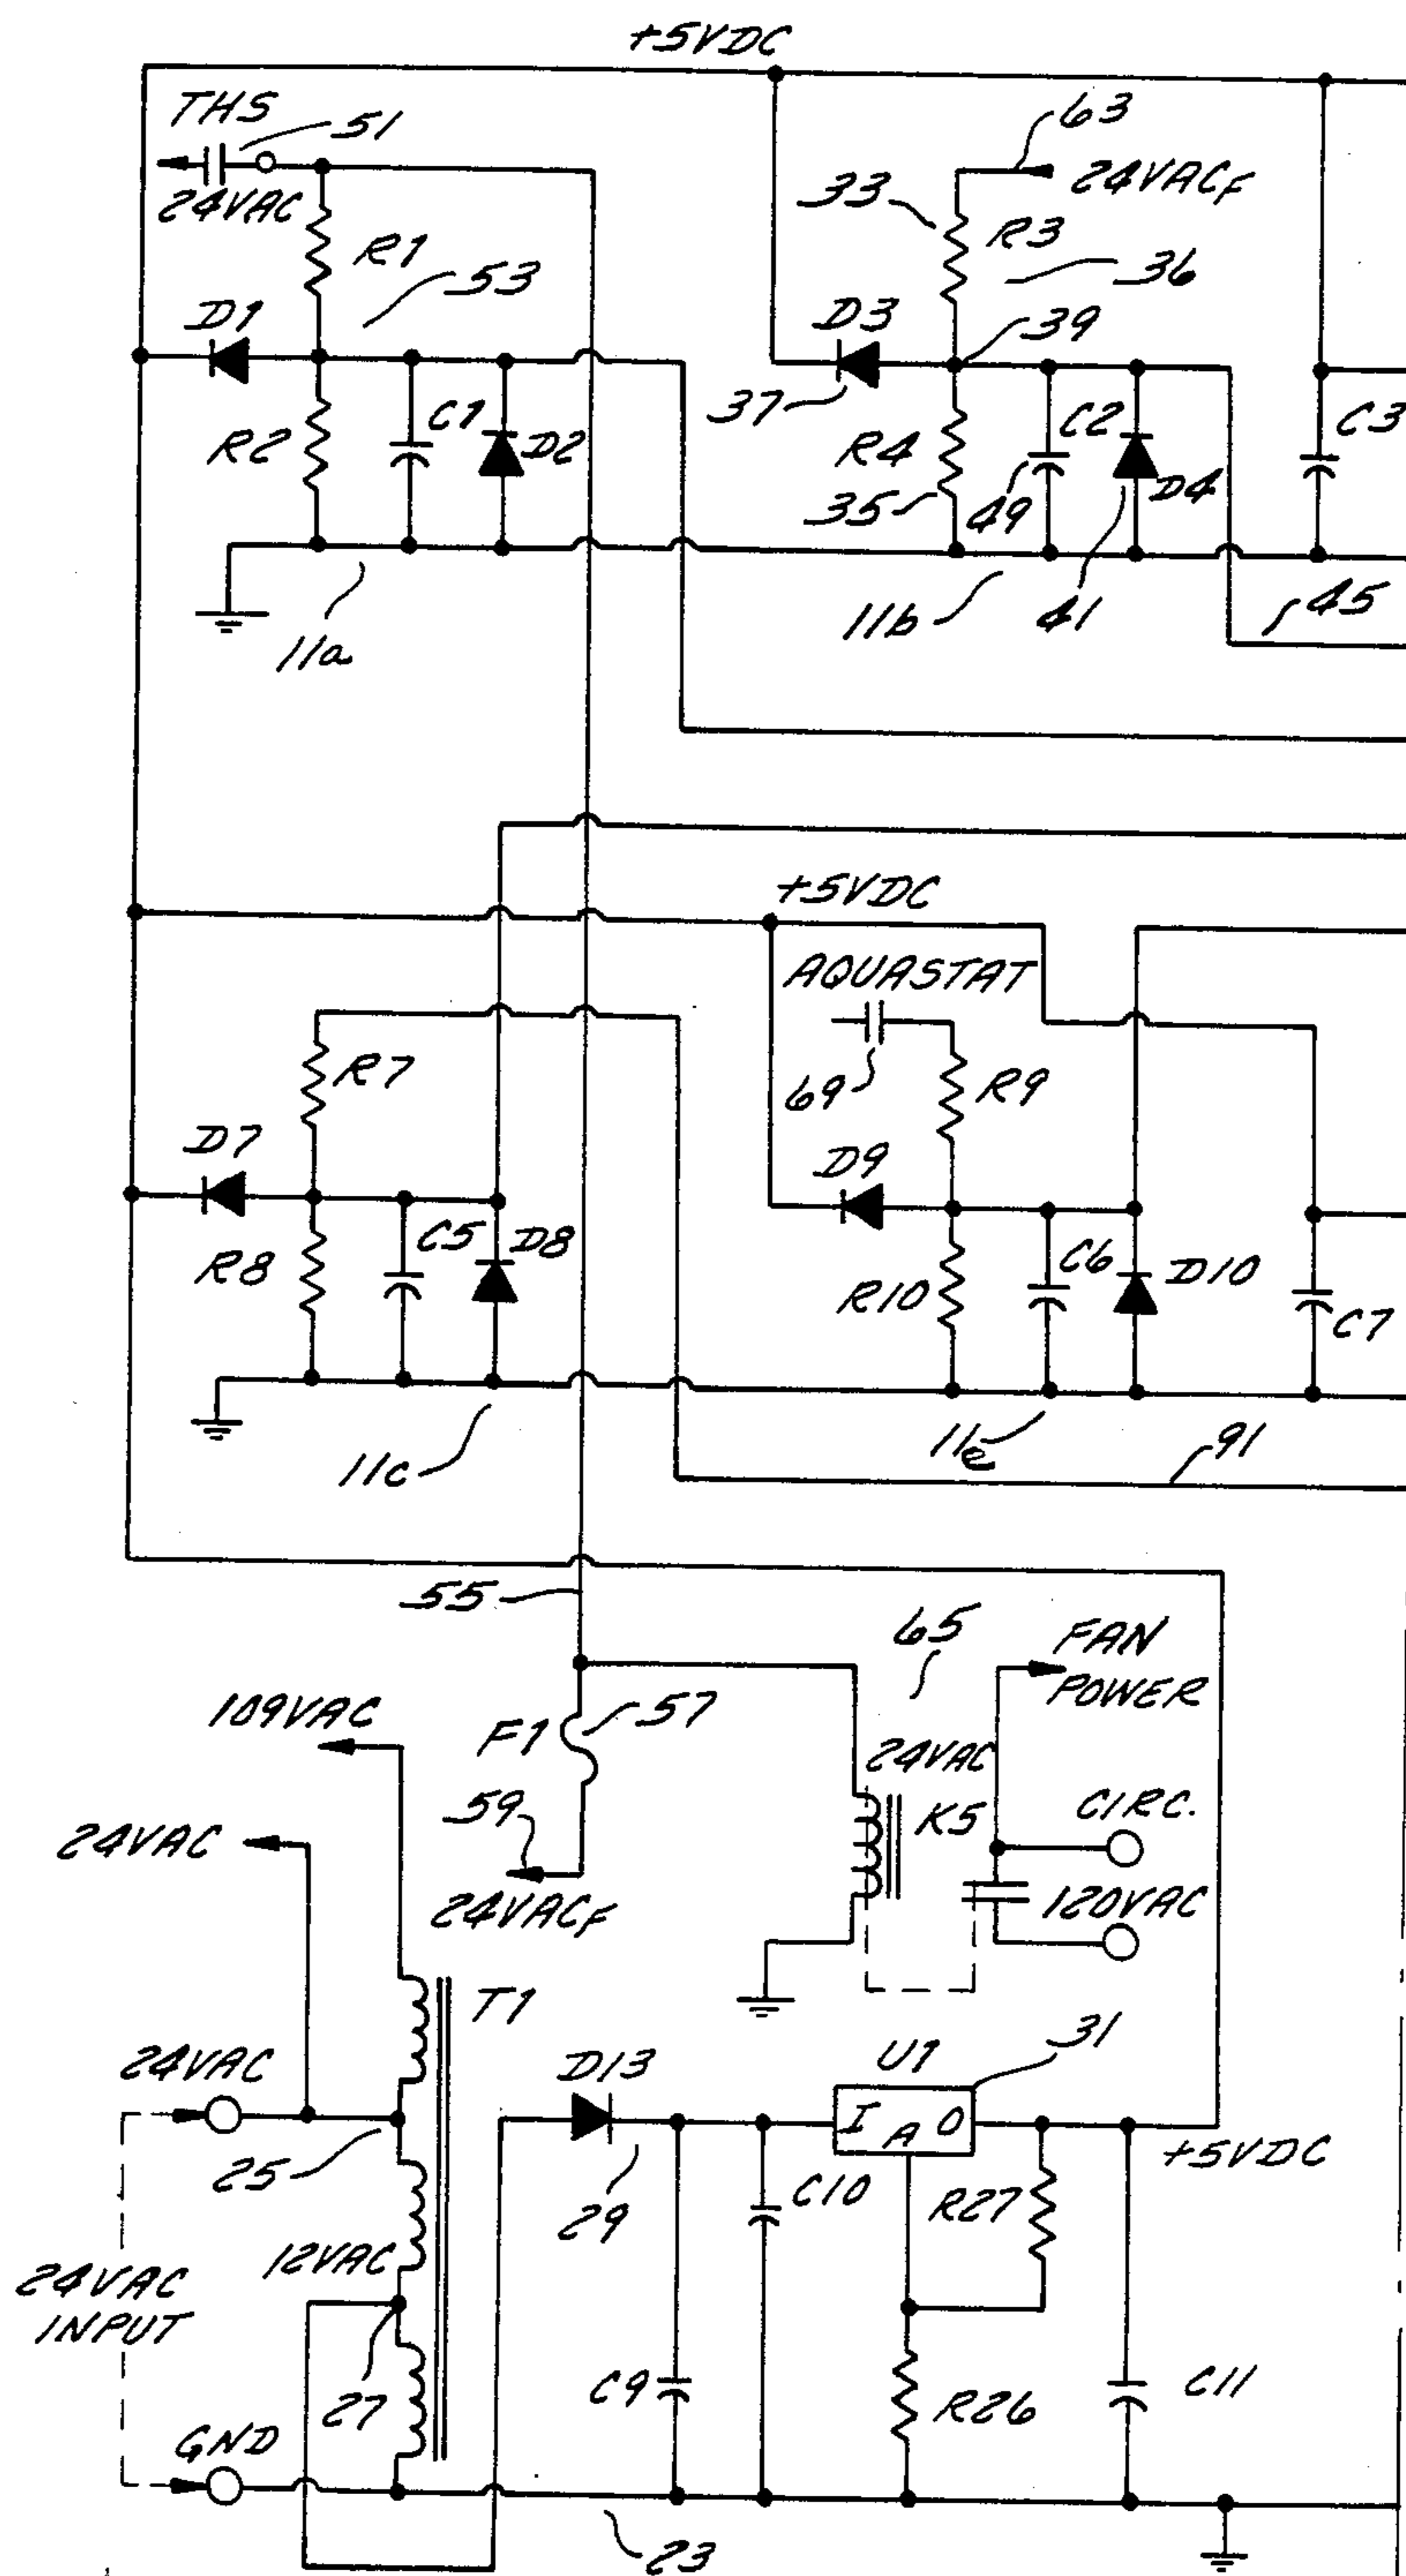 +5VDC
THS
51
24VAC
63
24VACF
33
R3
36
R1
53
D1
D3
39
37
R2
C1
D2
R4
C2
D4
C3
35
49
41
11a
11b
45
+5VDC
AQUASTAT
R7
69
R9
D7
D9
R8
C5
D8
R10
C6
D10
C7
11c
11e
91
55
65
FAN
POWER
109VAC
F1
57
24VAC
K5
CIRC.
59
24VAC
24VACF
120VAC
T1
24VAC
D13
U1
31
I A O
+5VDC
25
29
C10
R27
12VAC
24VAC
INPUT
27
C9
R26
C11
GND
23